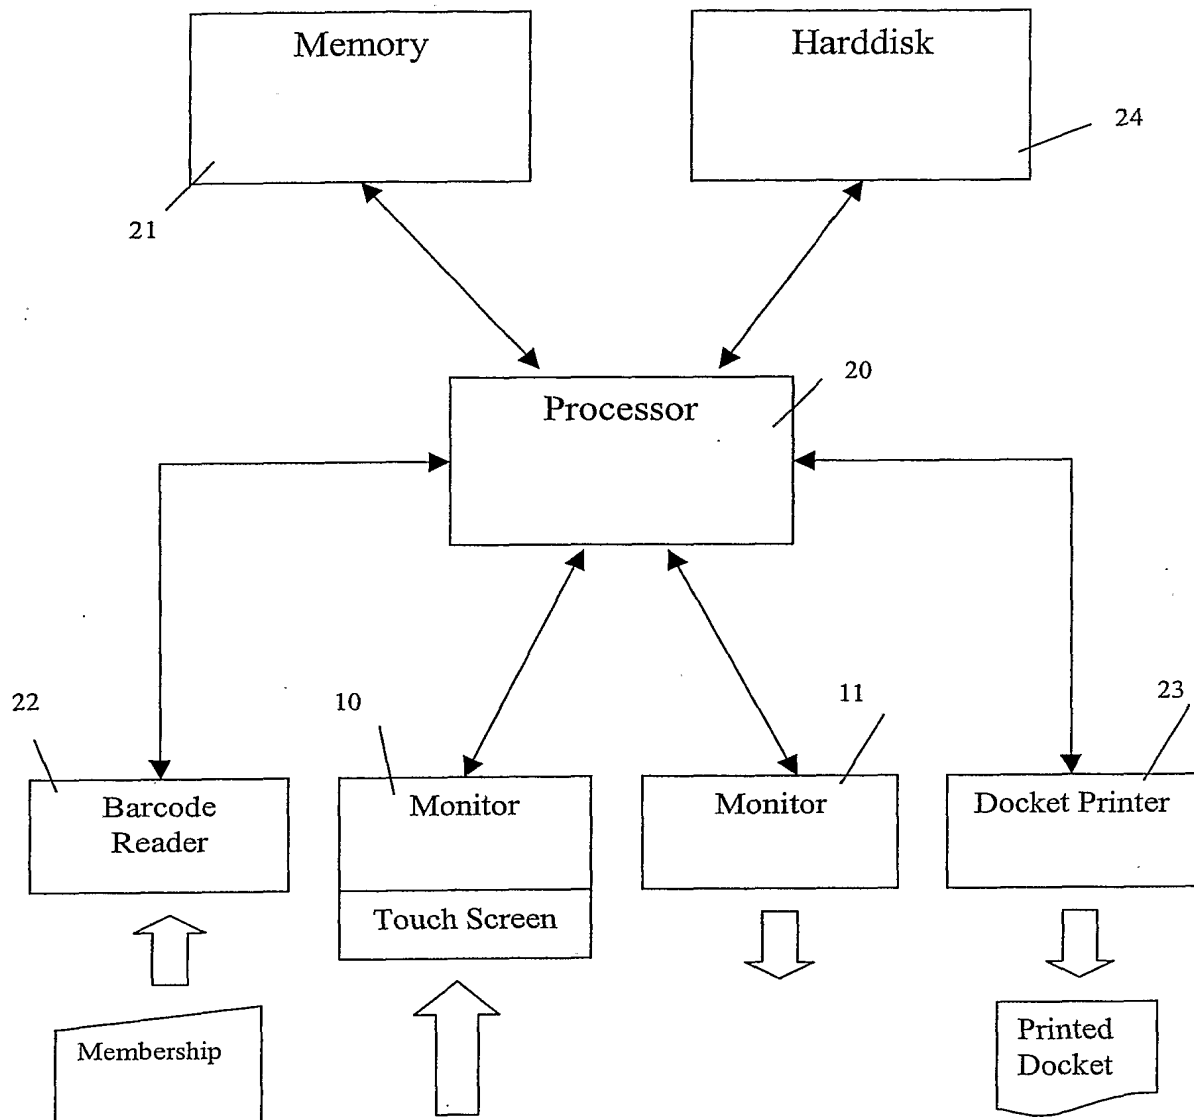 Memory
Harddisk
24
21
20
Processor
22
10
11
23
Barcode
Reader
Monitor
Monitor
Docket Printer
Touch Screen
Membership
Printed
Docket